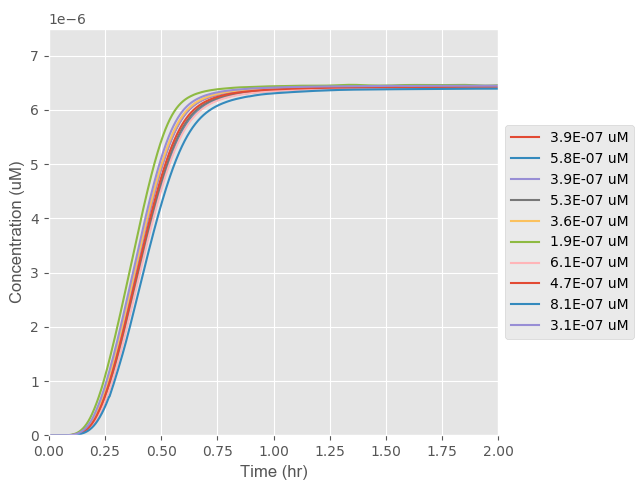 1e−6
7
6
5
4
3
2
1
0
Concentration (uM)
0.00 0.25 0.50 0.75 1.00 1.25 1.50 1.75 2.00
Time (hr)
3.9E-07 uM
5.8E-07 uM
3.9E-07 uM
5.3E-07 uM
3.6E-07 uM
1.9E-07 uM
6.1E-07 uM
4.7E-07 uM
8.1E-07 uM
3.1E-07 uM